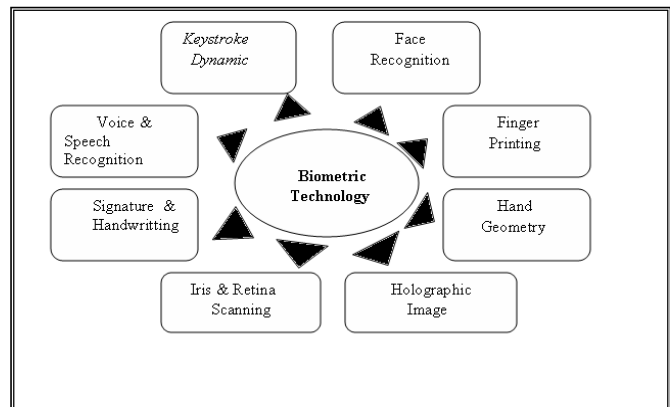 Keystroke
Dynamic
Face
Recognition
Voice &
Speech
Recognition
Finger
Printing
Biometric
Technology
Signature &
Handwritting
Hand
Geometry
Iris & Retina
Scanning
Holographic
Image